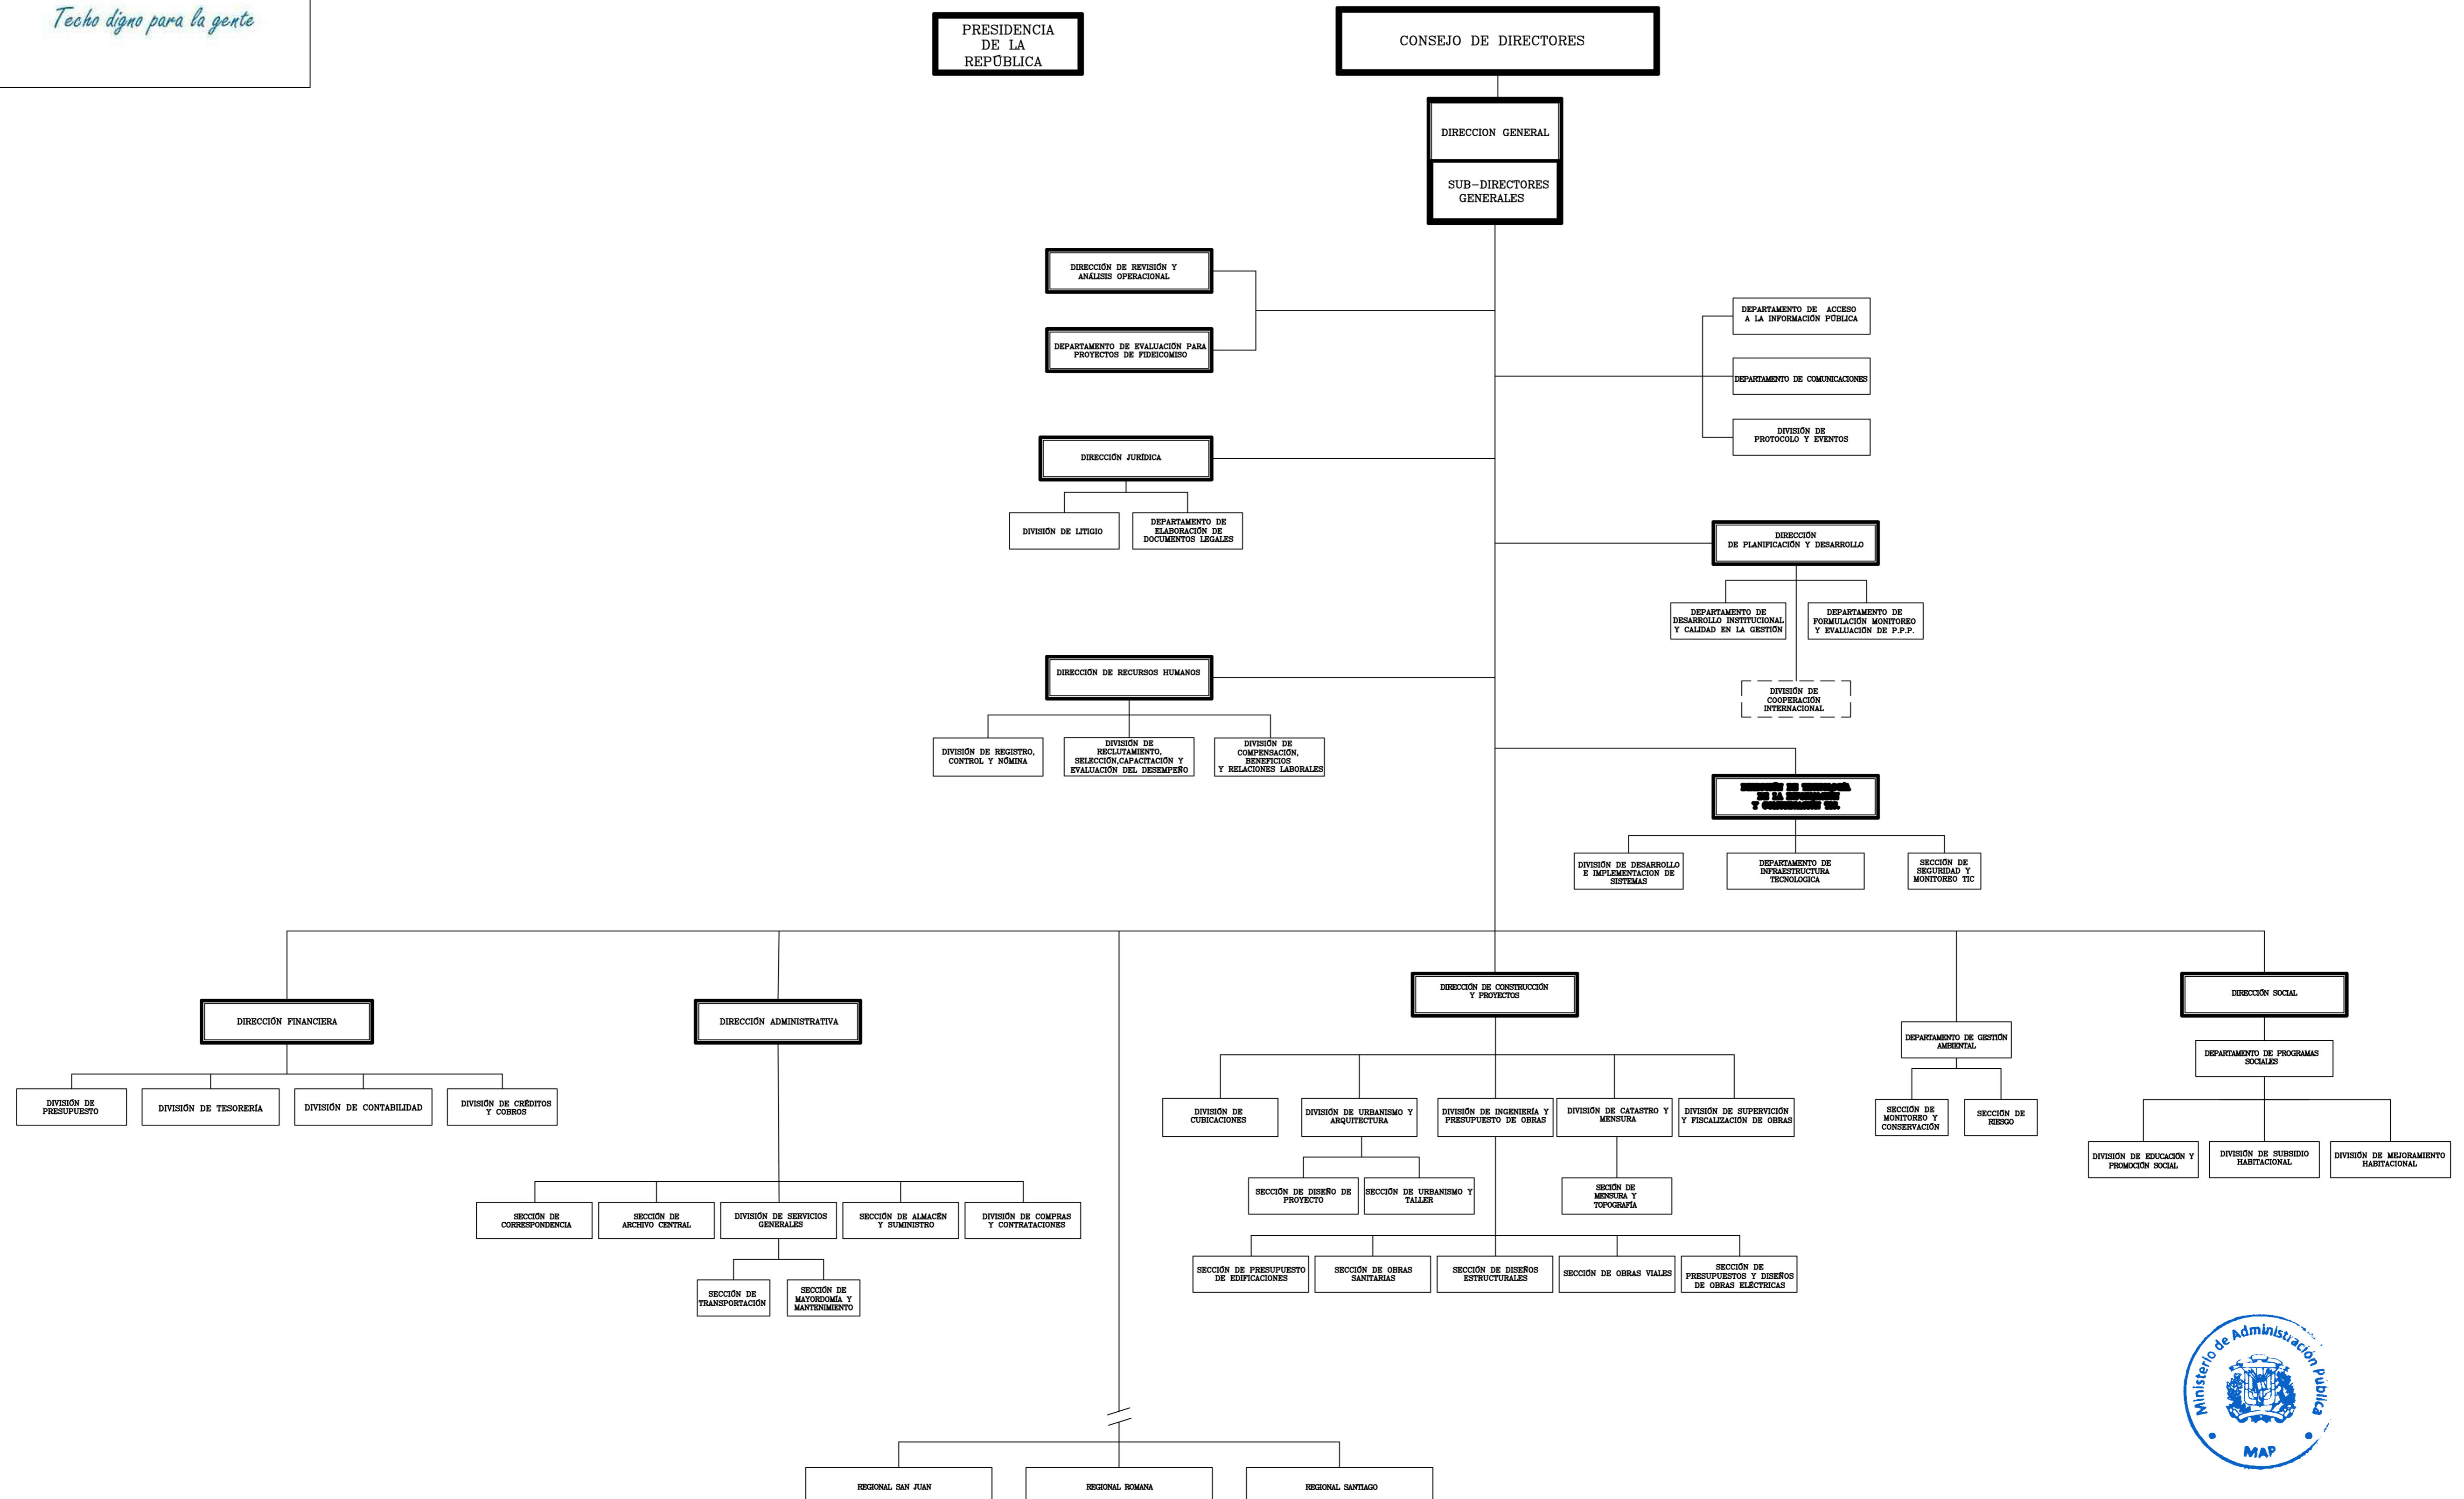 Techo digno para la gente
PRESIDENCIA
DE LA
REPÚBLICA
CONSEJO DE DIRECTORES
DIRECCION GENERAL
SUB-DIRECTORES
GENERALES
DIRECCIÓN DE REVISIÓN Y
ANÁLISIS OPERACIONAL
DEPARTAMENTO DE EVALUACIÓN PARA
PROYECTOS DE FIDEICOMISO
DEPARTAMENTO DE ACCESO
A LA INFORMACIÓN PÚBLICA
DEPARTAMENTO DE COMUNICACIONES
DIVISIÓN DE
PROTOCOLO Y EVENTOS
DIRECCIÓN JURÍDICA
DIVISIÓN DE LITIGIO
DEPARTAMENTO DE
ELABORACIÓN DE
DOCUMENTOS LEGALES
DIRECCIÓN
DE PLANIFICACIÓN Y DESARROLLO
DEPARTAMENTO DE
DESARROLLO INSTITUCIONAL
Y CALIDAD EN LA GESTIÓN
DEPARTAMENTO DE
FORMULACIÓN MONITOREO
Y EVALUACIÓN DE P.P.P.
DIVISIÓN DE
COOPERACIÓN
INTERNACIONAL
DIRECCIÓN DE RECURSOS HUMANOS
DIVISIÓN DE REGISTRO,
CONTROL Y NÓMINA
DIVISIÓN DE
RECLUTAMIENTO,
SELECCIÓN,CAPACITACIÓN Y
EVALUACIÓN DEL DESEMPEÑO
DIVISIÓN DE
COMPENSACIÓN,
BENEFICIOS
Y RELACIONES LABORALES
DIRECCIÓN DE TECNOLOGÍA
DE LA INFORMACIÓN
Y COMUNICACIÓN TIC.
DIVISIÓN DE DESARROLLO
E IMPLEMENTACION DE
SISTEMAS
DEPARTAMENTO DE
INFRAESTRUCTURA
TECNOLOGICA
SECCIÓN DE
SEGURIDAD Y
MONITOREO TIC
DIRECCIÓN FINANCIERA
DIVISIÓN DE
PRESUPUESTO
DIVISIÓN DE TESORERÍA
DIVISIÓN DE CONTABILIDAD
DIVISIÓN DE CRÉDITOS
Y COBROS
DIRECCIÓN ADMINISTRATIVA
SECCIÓN DE
CORRESPONDENCIA
SECCIÓN DE
ARCHIVO CENTRAL
DIVISIÓN DE SERVICIOS
GENERALES
SECCIÓN DE ALMACÉN
Y SUMINISTRO
DIVISIÓN DE COMPRAS
Y CONTRATACIONES
SECCIÓN DE
TRANSPORTACIÓN
SECCIÓN DE
MAYORDOMÍA Y
MANTENIMIENTO
DIRECCIÓN DE CONSTRUCCIÓN
Y PROYECTOS
DIVISIÓN DE
CUBICACIONES
DIVISIÓN DE URBANISMO Y
ARQUITECTURA
DIVISIÓN DE INGENIERÍA Y
PRESUPUESTO DE OBRAS
DIVISIÓN DE CATASTRO Y
MENSURA
DIVISIÓN DE SUPERVICIÓN
Y FISCALIZACIÓN DE OBRAS
SECCIÓN DE DISEÑO DE
PROYECTO
SECCIÓN DE URBANISMO Y
TALLER
SECIÓN DE
MENSURA Y
TOPOGRAFÍA
SECCIÓN DE PRESUPUESTO
DE EDIFICACIONES
SECCIÓN DE OBRAS
SANITARIAS
SECCIÓN DE DISEÑOS
ESTRUCTURALES
SECCIÓN DE OBRAS VIALES
SECCIÓN DE
PRESUPUESTOS Y DISEÑOS
DE OBRAS ELÉCTRICAS
DEPARTAMENTO DE GESTIÓN
AMBIENTAL
SECCIÓN DE
MONITOREO Y
CONSERVACIÓN
SECCIÓN DE
RIESGO
DIRECCIÓN SOCIAL
DEPARTAMENTO DE PROGRAMAS
SOCIALES
DIVISIÓN DE EDUCACIÓN Y
PROMOCIÓN SOCIAL
DIVISIÓN DE SUBSIDIO
HABITACIONAL
DIVISIÓN DE MEJORAMIENTO
HABITACIONAL
REGIONAL SAN JUAN
REGIONAL ROMANA
REGIONAL SANTIAGO
Ministerio de Administración Pública
MAP